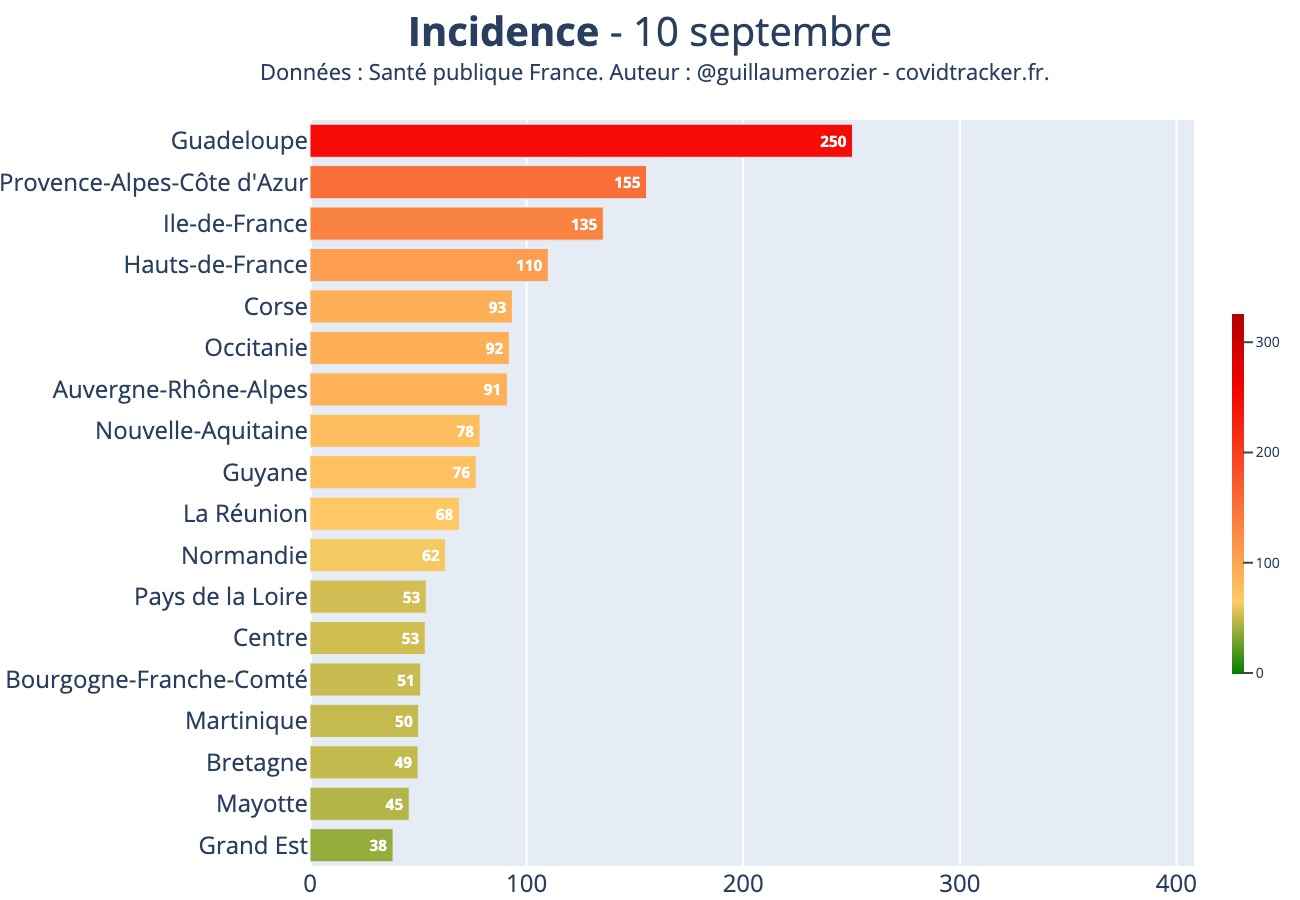 Incidence - 10 septembre
Données : Santé publique France. Auteur : @guillaumerozier - covidtracker.fr.
Guadeloupe 250
Provence-Alpes-Côte d'Azur 155
Ile-de-France 135
Hauts-de-France 110
Corse 93
Occitanie 92
Auvergne-Rhône-Alpes 91
Nouvelle-Aquitaine 78
Guyane 76
La Réunion 68
Normandie 62
Pays de la Loire 53
Centre 53
Bourgogne-Franche-Comté 51
Martinique 50
Bretagne 49
Mayotte 45
Grand Est 38
0 100 200 300 400
300
200
100
0